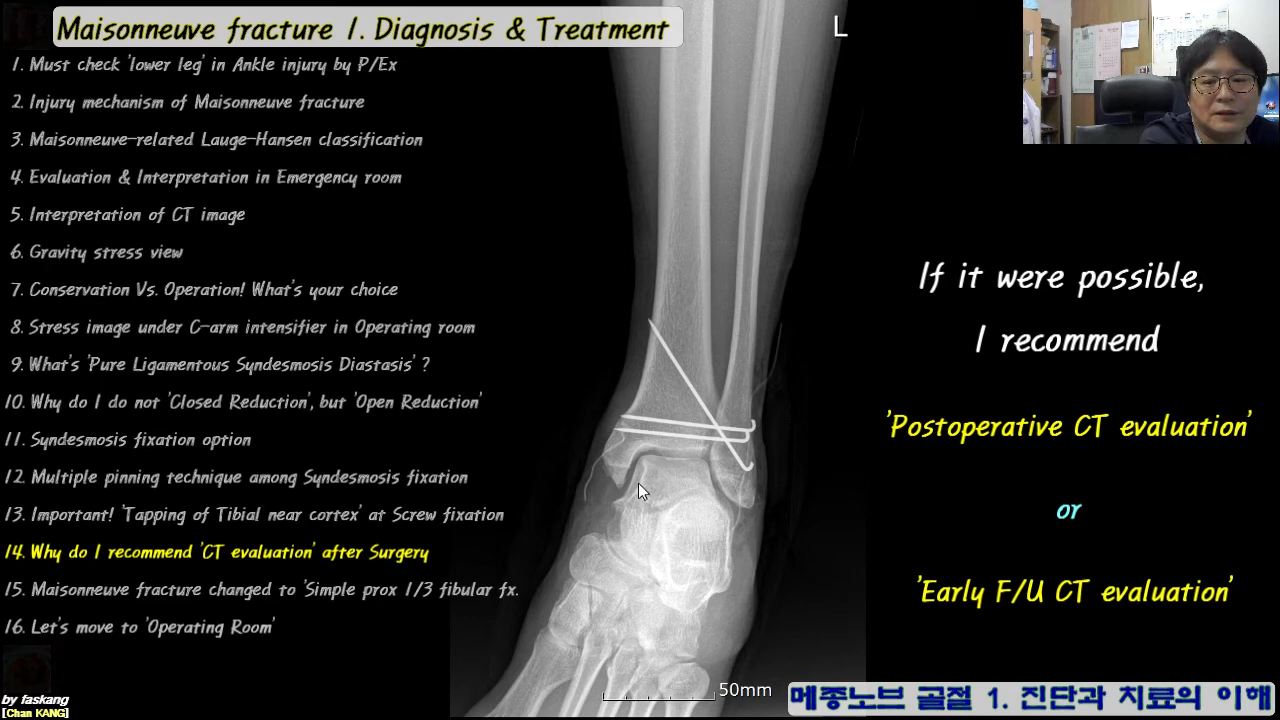 Maisonneuve fracture 1. Diagnosis & Treatment
L
1. Must check 'lower leg' in Ankle injury by P/Ex
2. Injury mechanism of Maisonneuve fracture
3. Maisonneuve-related Lauge-Hansen classification
4. Evaluation & Interpretation in Emergency room
5. Interpretation of CT image
6. Gravity stress view
7. Conservation Vs. Operation! What's your choice
8. Stress image under C-arm intensifier in Operating room
9. What's 'Pure Ligamentous Syndesmosis Diastasis' ?
10. Why do I do not 'Closed Reduction', but 'Open Reduction'
11. Syndesmosis fixation option
12. Multiple pinning technique among Syndesmosis fixation
13. Important! 'Tapping of Tibial near cortex' at Screw fixation
14. Why do I recommend 'CT evaluation' after Surgery
15. Maisonneuve fracture changed to 'Simple prox 1/3 fibular fx.
16. Let's move to 'Operating Room'
If it were possible,
I recommend
'Postoperative CT evaluation'
or
'Early F/U CT evaluation'
50mm
by faskang
[Chan KANG]
메종노브 골절 1. 진단과 치료의 이해